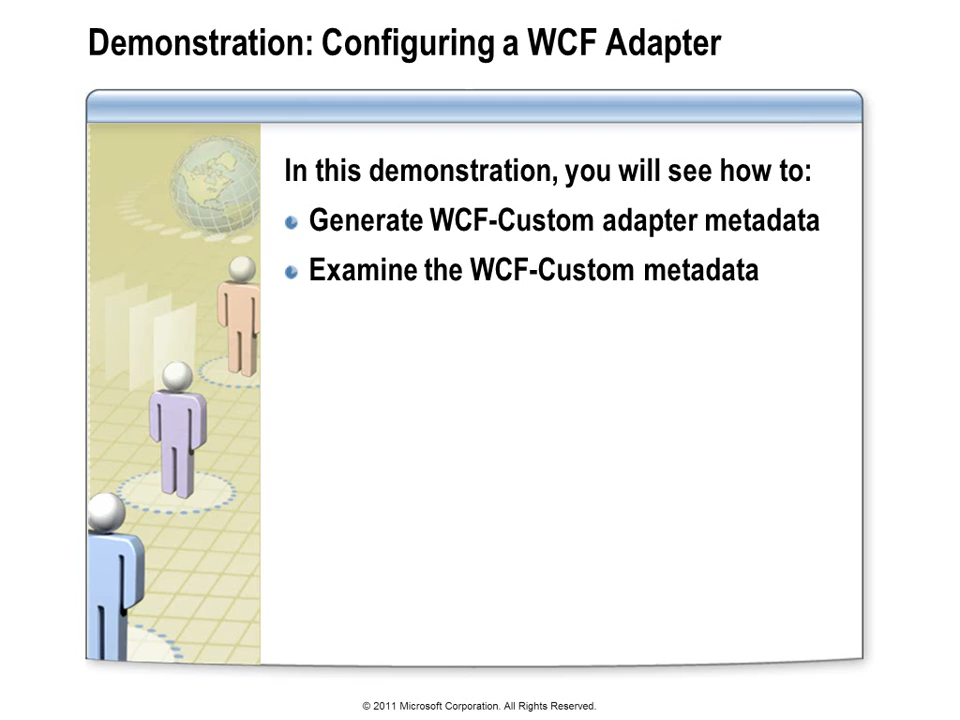 Demonstration: Configuring a WCF Adapter
In this demonstration, you will see how to:
Generate WCF-Custom adapter metadata
Examine the WCF-Custom metadata
© 2011 Microsoft Corporation. All Rights Reserved.